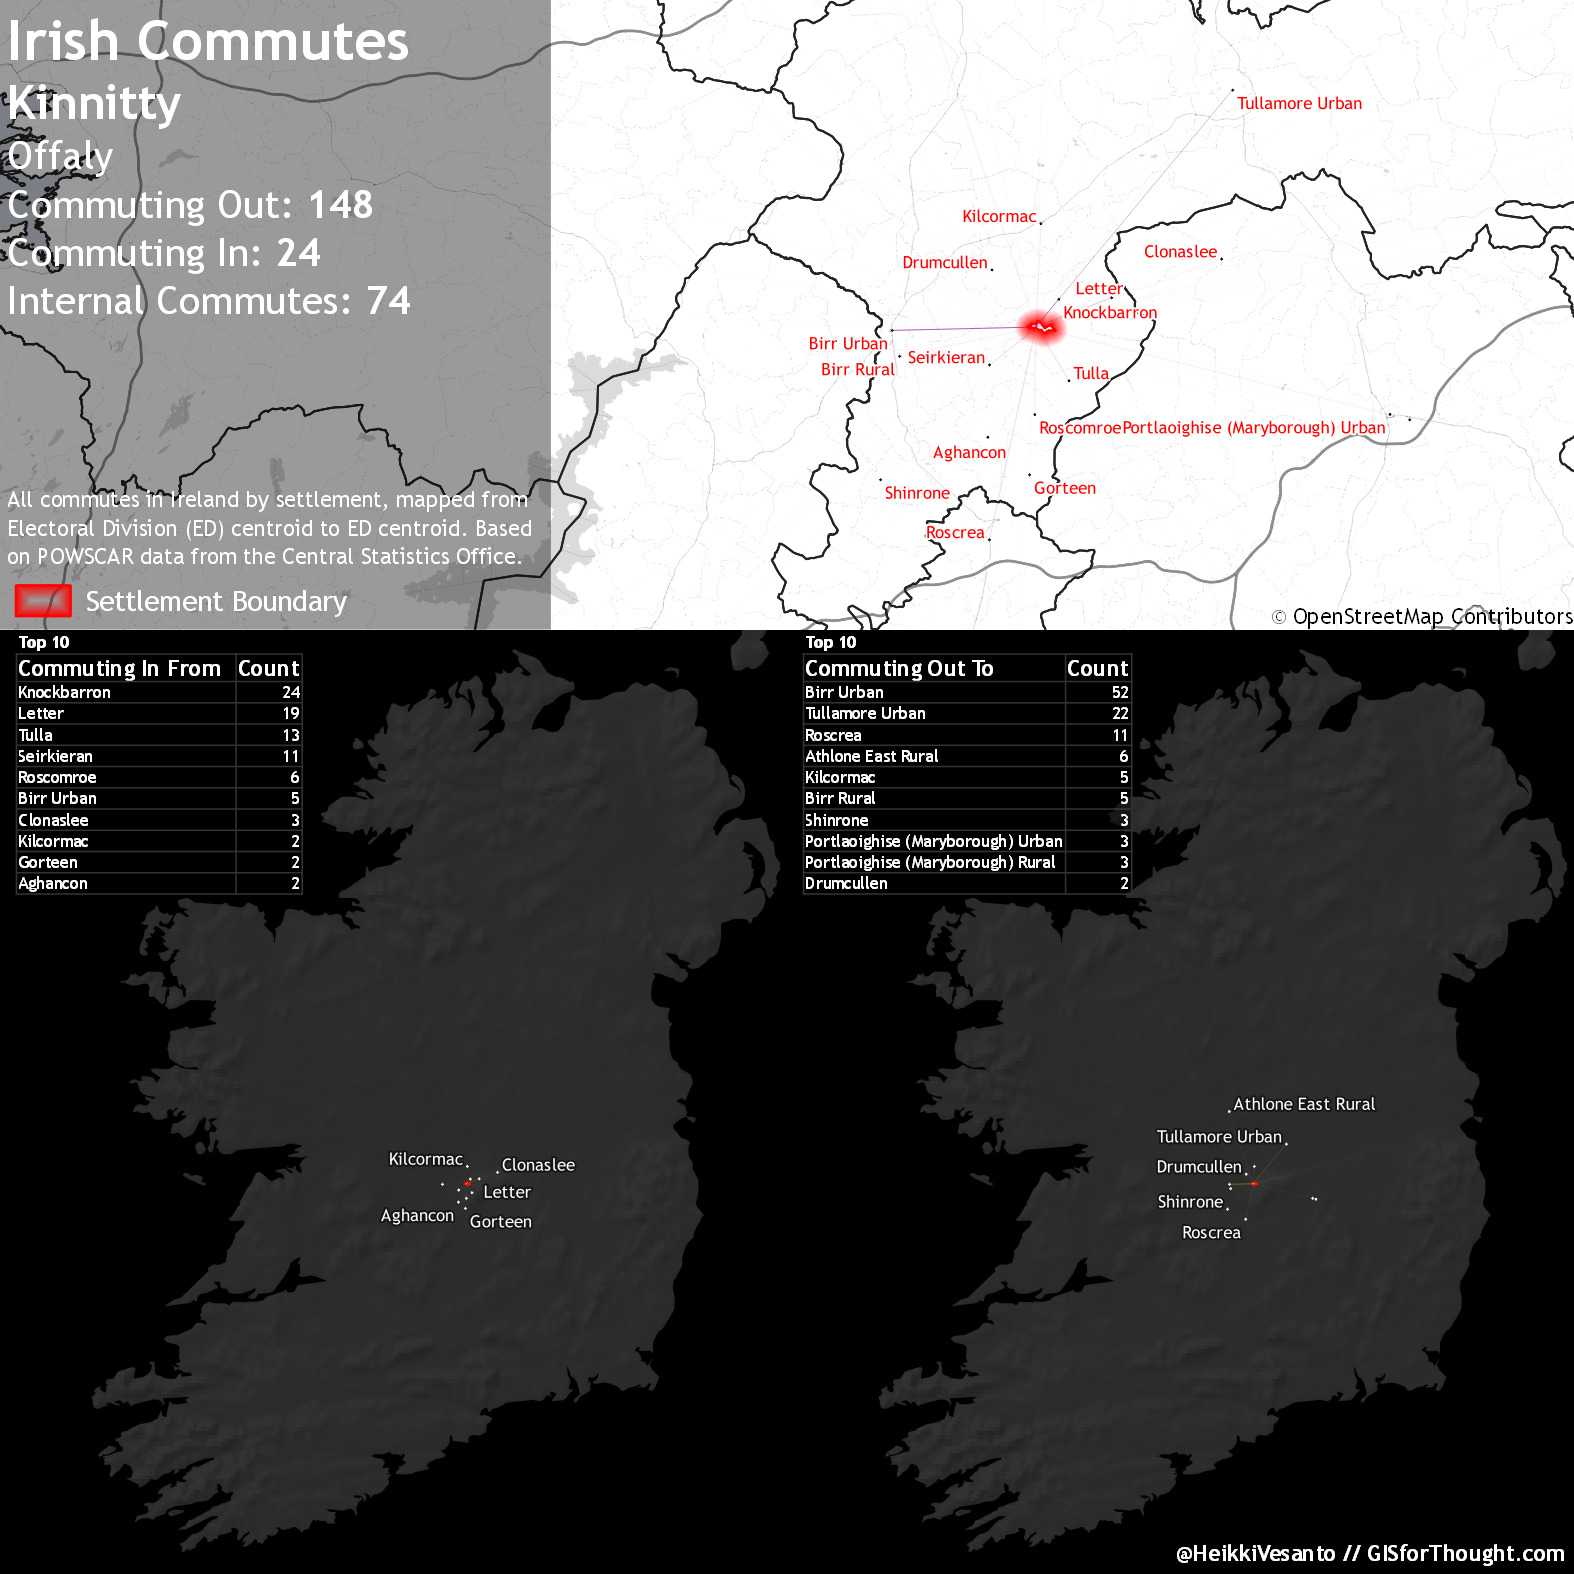 Irish Commutes
Kinnitty
Offaly
Commuting Out: 148
Commuting In: 24
Internal Commutes: 74
All commutes in Ireland by settlement, mapped from
Electoral Division (ED) centroid to ED centroid. Based
on POWSCAR data from the Central Statistics Office.
Settlement Boundary
Tullamore Urban
Kilcormac
Clonaslee
Drumcullen
Letter
Knockbarron
Birr Urban
Seirkieran
Birr Rural
Tulla
Roscomroe
Portlaoighise (Maryborough) Urban
Aghancon
Gorteen
Shinrone
Roscrea
© OpenStreetMap Contributors
Top 10
Commuting In From Count
Knockbarron 24
Letter 19
Tulla 13
Seirkieran 11
Roscomroe 6
Birr Urban 5
Clonaslee 3
Kilcormac 2
Gorteen 2
Aghancon 2
Top 10
Commuting Out To Count
Birr Urban 52
Tullamore Urban 22
Roscrea 11
Athlone East Rural 6
Kilcormac 5
Birr Rural 5
Shinrone 3
Portlaoighise (Maryborough) Urban 3
Portlaoighise (Maryborough) Rural 3
Drumcullen 2
Kilcormac
Clonaslee
Letter
Aghancon
Gorteen
Athlone East Rural
Tullamore Urban
Drumcullen
Shinrone
Roscrea
@HeikkiVesanto // GISforThought.com